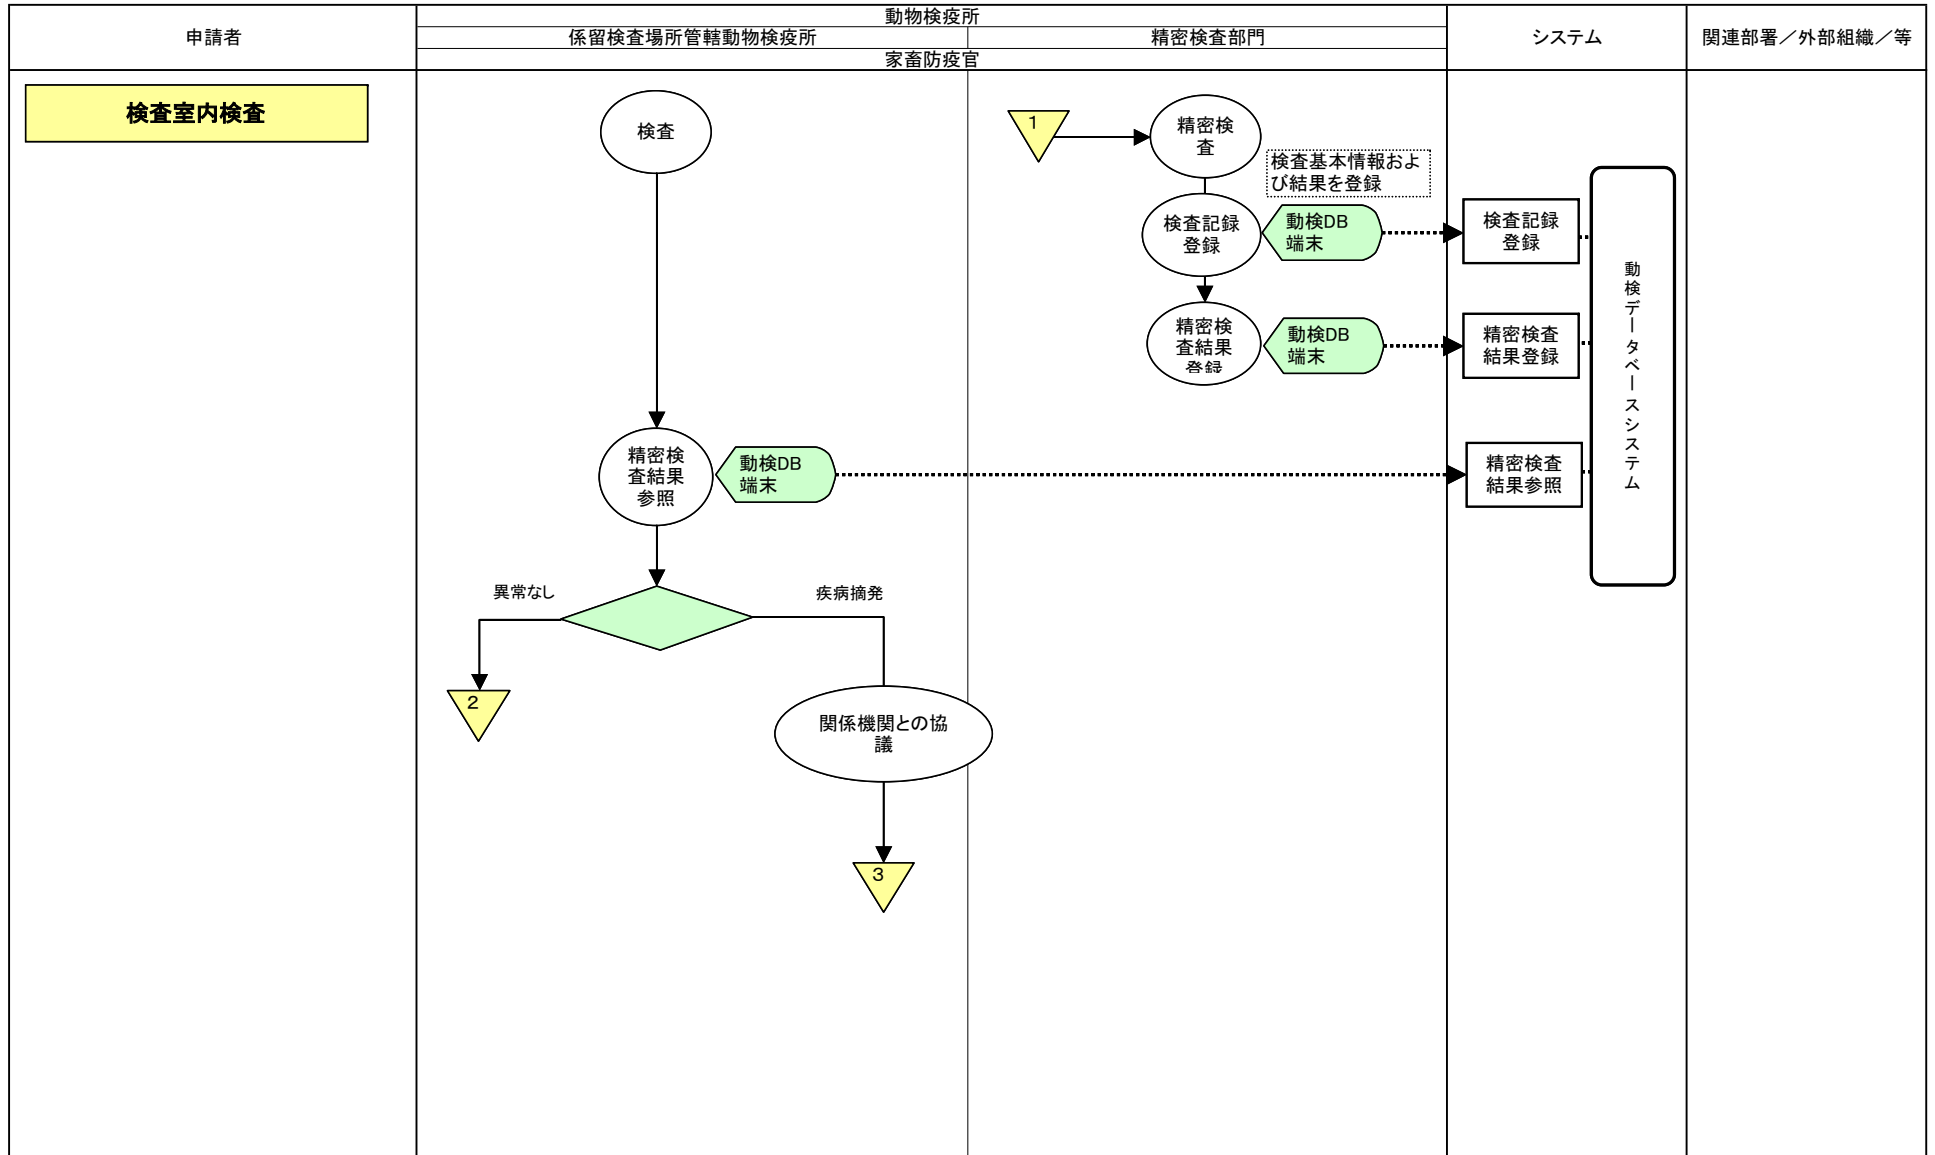 動物検疫所
申請者
係留検査場所管轄動物検疫所
精密検査部門
システム
関連部署／外部組織／等
家畜防疫官
検査室内検査
検査
1
精密検
査
検査基本情報およ
び結果を登録
検査記録
登録
動検DB
端末
検査記録
登録
動検データベースシステム
精密検
査結果
登録
動検DB
端末
精密検査
結果登録
精密検
査結果
参照
動検DB
端末
精密検査
結果参照
異常なし
疾病摘発
2
関係機関との協
議
3